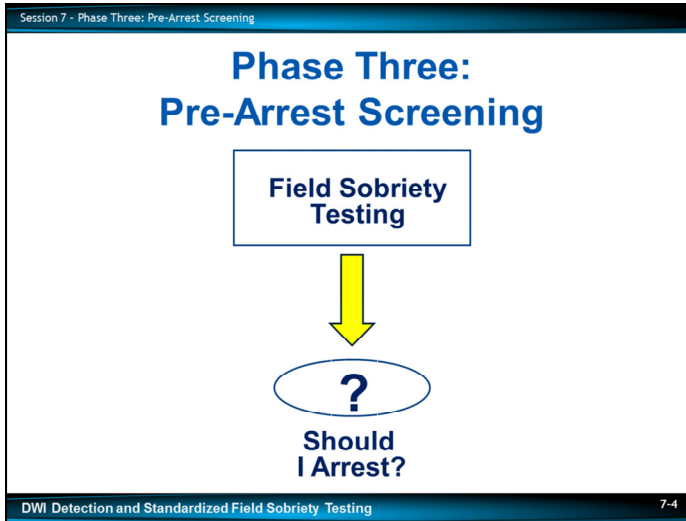 Session 7 - Phase Three: Pre-Arrest Screening
Phase Three:
Pre-Arrest Screening
Field Sobriety
Testing
?
Should
I Arrest?
DWI Detection and Standardized Field Sobriety Testing
7-4